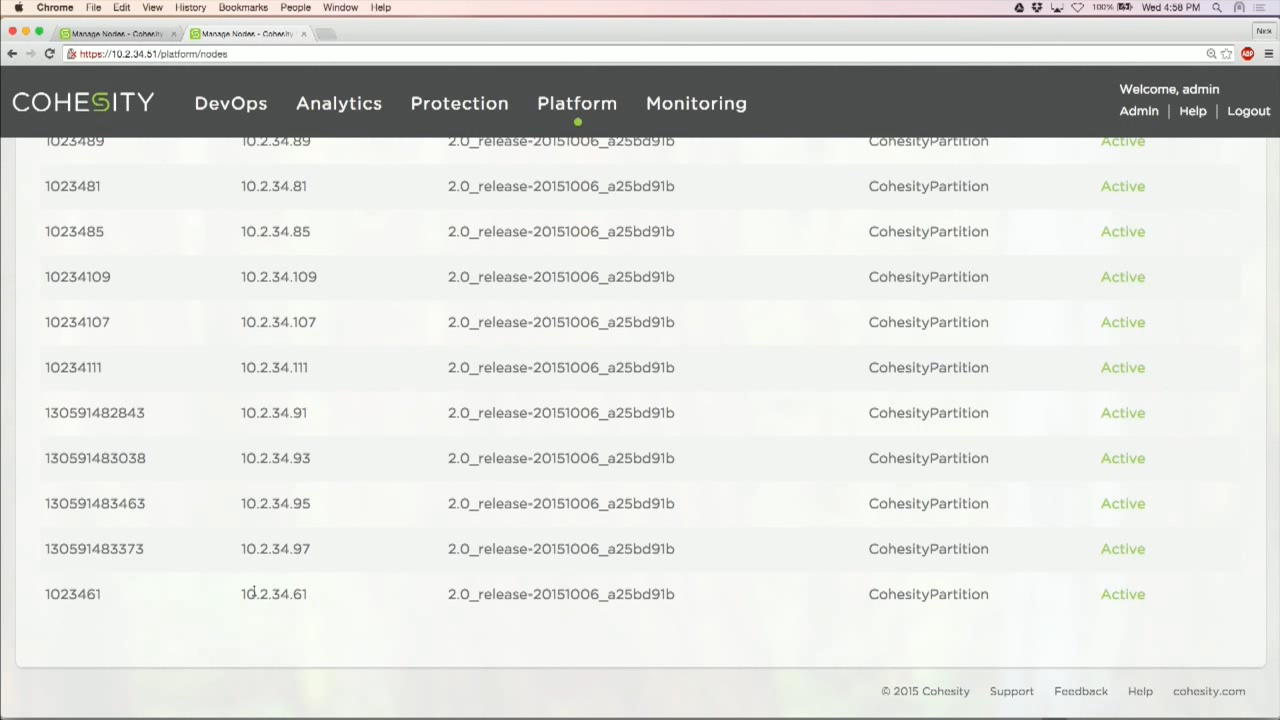 Chrome File Edit View History Bookmarks People Window Help 100% Wed 4:58 PM
Manage Nodes - Cohesity Manage Nodes - Cohesity Nick
https://10.2.34.51/platform/nodes ABP
COHESITY DevOps Analytics Protection Platform Monitoring
Welcome, admin
Admin | Help | Logout
1023489 10.2.34.89 2.0_release-20151006_a25bd91b CohesityPartition Active
1023481 10.2.34.81 2.0_release-20151006_a25bd91b CohesityPartition Active
1023485 10.2.34.85 2.0_release-20151006_a25bd91b CohesityPartition Active
10234109 10.2.34.109 2.0_release-20151006_a25bd91b CohesityPartition Active
10234107 10.2.34.107 2.0_release-20151006_a25bd91b CohesityPartition Active
10234111 10.2.34.111 2.0_release-20151006_a25bd91b CohesityPartition Active
130591482843 10.2.34.91 2.0_release-20151006_a25bd91b CohesityPartition Active
130591483038 10.2.34.93 2.0_release-20151006_a25bd91b CohesityPartition Active
130591483463 10.2.34.95 2.0_release-20151006_a25bd91b CohesityPartition Active
130591483373 10.2.34.97 2.0_release-20151006_a25bd91b CohesityPartition Active
1023461 10.2.34.61 2.0_release-20151006_a25bd91b CohesityPartition Active
© 2015 Cohesity Support Feedback Help cohesity.com